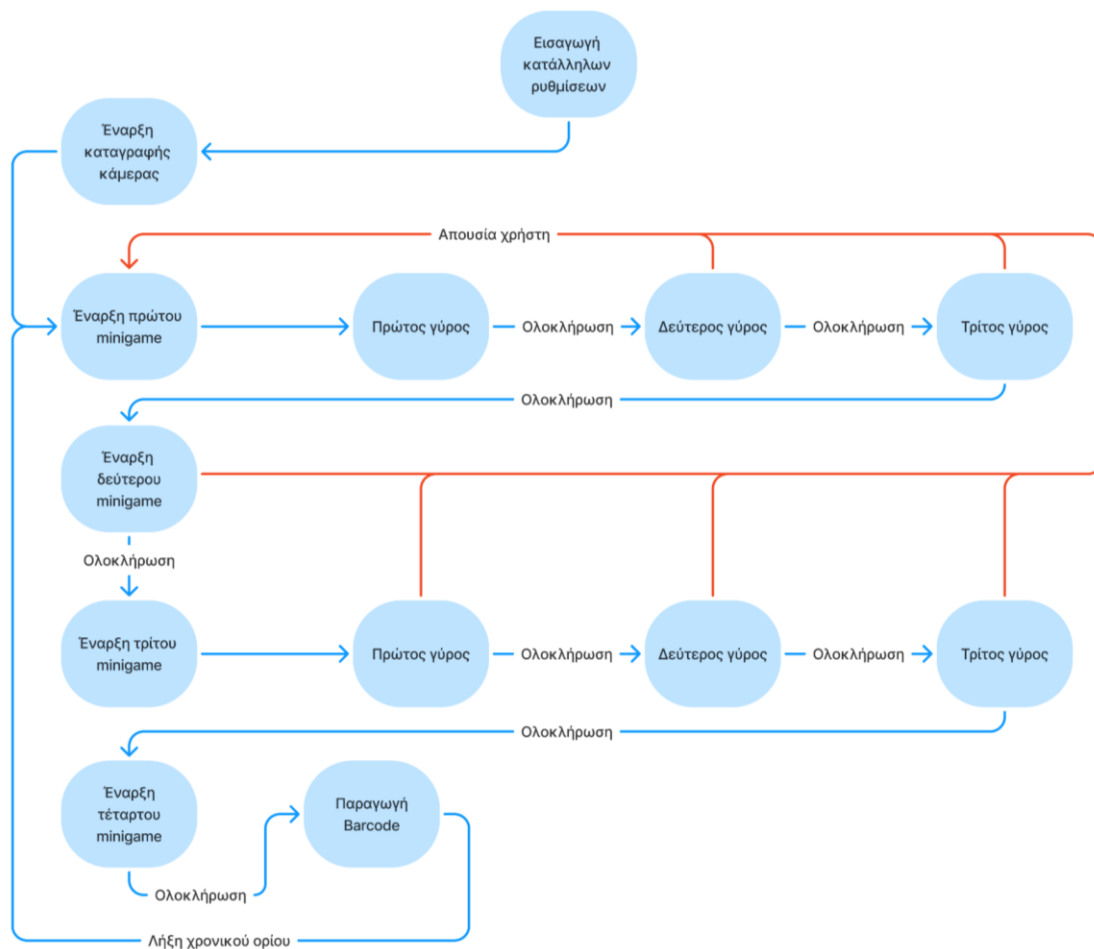 Εισαγωγή
κατάλληλων
ρυθμίσεων
Έναρξη
καταγραφής
κάμερας
Απουσία χρήστη
Έναρξη πρώτου
minigame
Πρώτος γύρος
Ολοκλήρωση
Δεύτερος γύρος
Ολοκλήρωση
Τρίτος γύρος
Ολοκλήρωση
Έναρξη
δεύτερου
minigame
Ολοκλήρωση
Έναρξη τρίτου
minigame
Πρώτος γύρος
Ολοκλήρωση
Δεύτερος γύρος
Ολοκλήρωση
Τρίτος γύρος
Ολοκλήρωση
Έναρξη
τέταρτου
minigame
Παραγωγή
Barcode
Ολοκλήρωση
Λήξη χρονικού ορίου